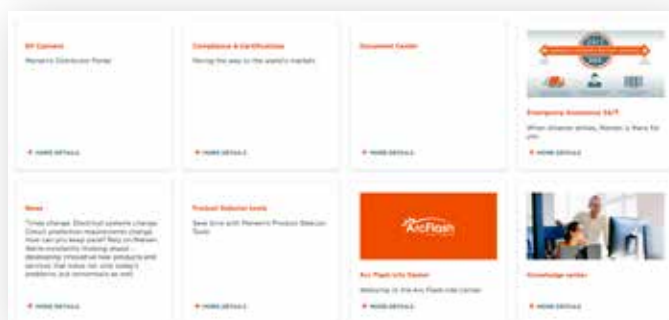 EP Connect
Mersen's Distributor Portal
MORE DETAILS
Compliance & Certifications
Paving the way to the world's markets
MORE DETAILS
Document Center
MORE DETAILS
Emergency Assistance 24/7
When disaster strikes, Mersen is there for
you
MORE DETAILS
News
Times change. Electrical systems change.
Circuit protection requirements change.
How can you keep pace? Rely on Mersen.
We're constantly thinking ahead -
developing innovative new products and
services that solve not only today's
problems but tomorrow's as well.
MORE DETAILS
Product Selector tools
Save time with Mersen's Product Selector
Tools
MORE DETAILS
ArcFlash
Arc Flash Info Center
Welcome to the Arc Flash Info Center
MORE DETAILS
Knowledge center
MORE DETAILS